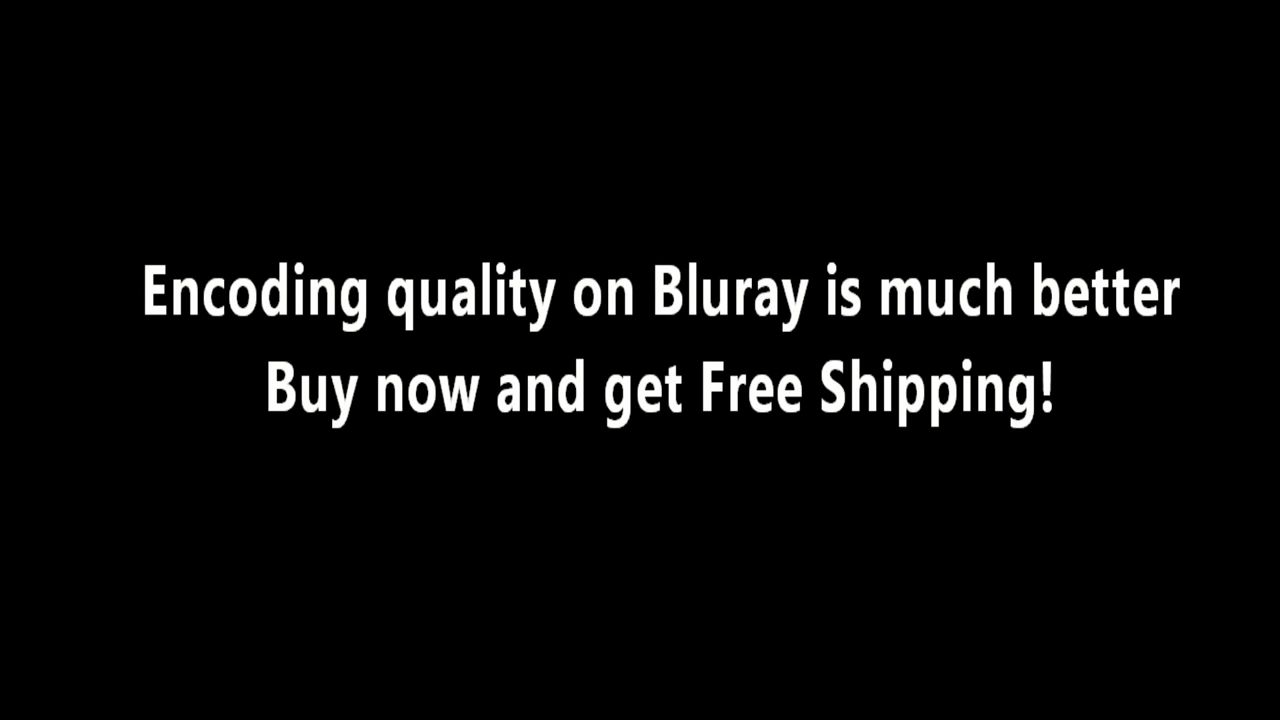 Encoding quality on Bluray is much better
Buy now and get Free Shipping!